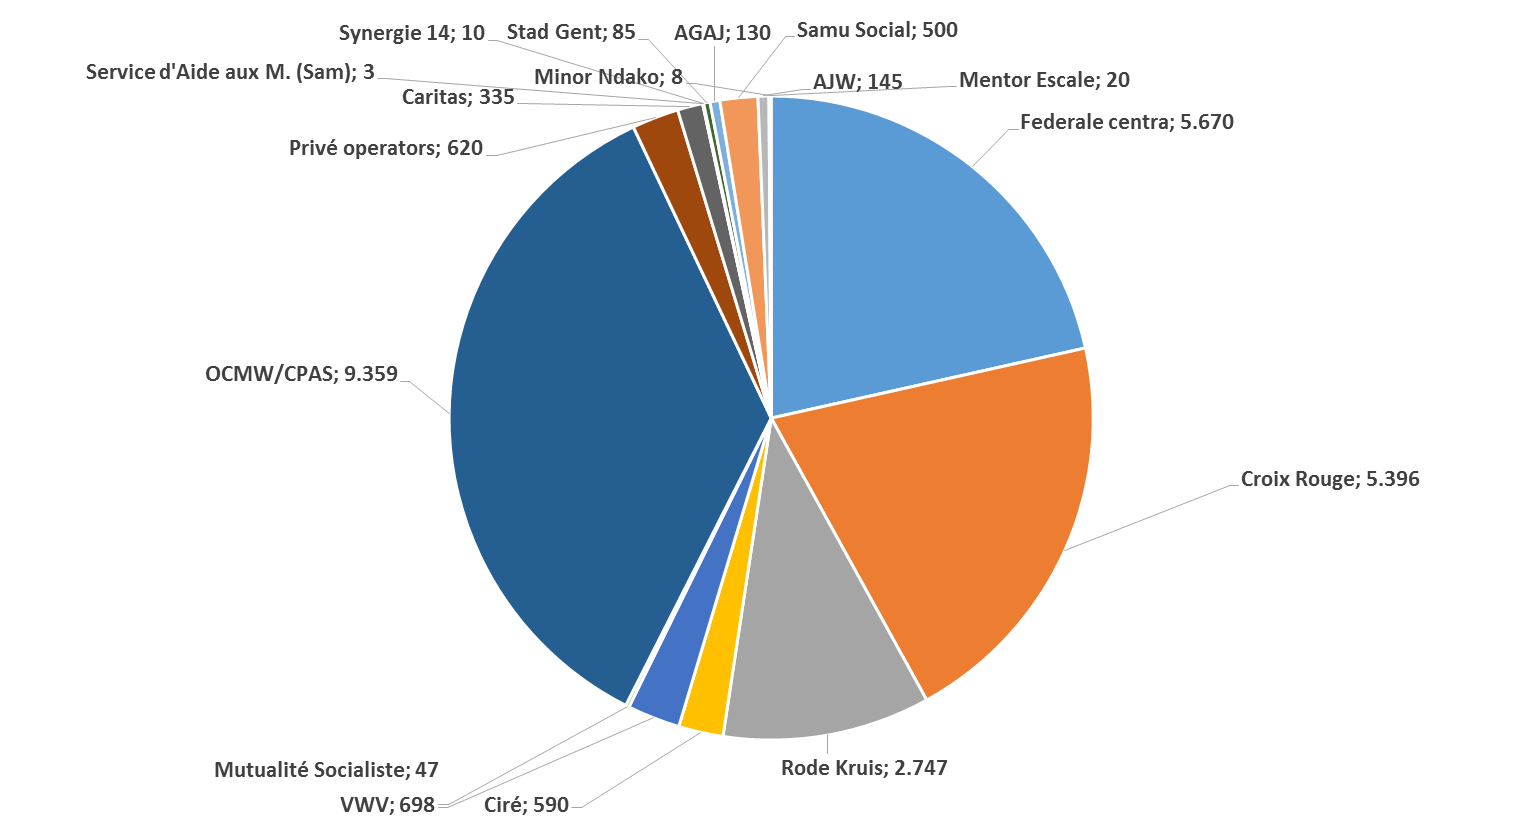 Synergie 14; 10
Stad Gent; 85
AGAJ; 130
Samu Social; 500
Service d'Aide aux M. (Sam); 3
Minor Ndako; 8
AJW; 145
Mentor Escale; 20
Caritas; 335
Federale centra; 5.670
Privé operators; 620
OCMW/CPAS; 9.359
Croix Rouge; 5.396
Mutualité Socialiste; 47
Rode Kruis; 2.747
VWV; 698
Ciré; 590